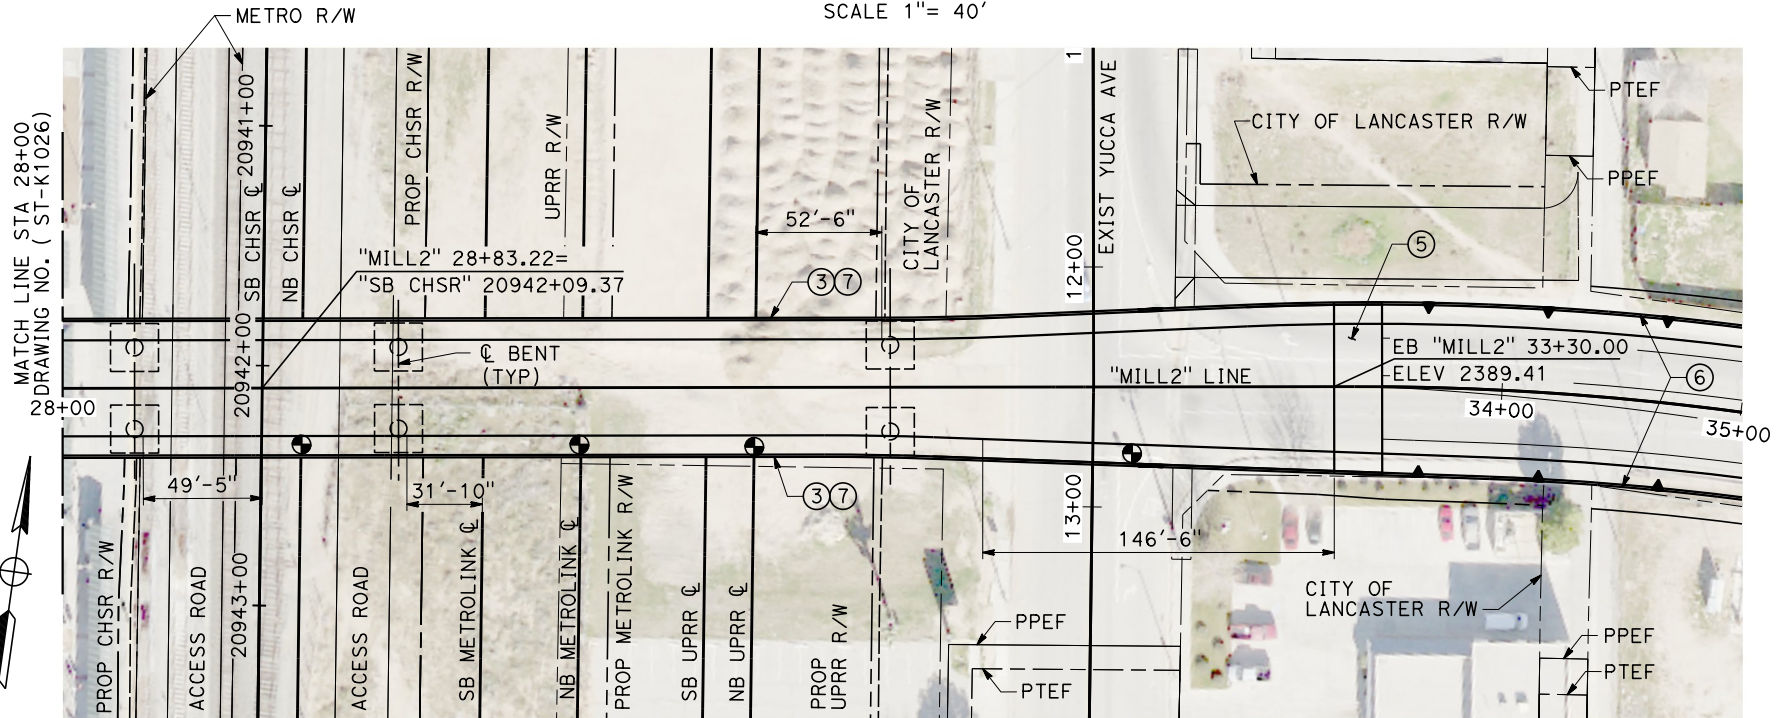 SCALE 1"= 40'
METRO R/W
MATCH LINE STA 28+00
DRAWING NO. ( ST-K1026)
20941+00
SB CHSR ℄
NB CHSR ℄
PROP CHSR R/W
UPRR R/W
52'-6"
CITY OF
LANCASTER R/W
1
EXIST YUCCA AVE
12+00
CITY OF LANCASTER R/W
PTEF
PPEF
5
"MILL2" 28+83.22=
"SB CHSR" 20942+09.37
3 7
20942+00
℄ BENT
(TYP)
"MILL2" LINE
EB "MILL2" 33+30.00
ELEV 2389.41
6
28+00
34+00
35+00
49'-5"
31'-10"
3 7
13+00
146'-6"
PROP CHSR R/W
ACCESS ROAD
20943+00
ACCESS ROAD
SB METROLINK ℄
NB METROLINK ℄
PROP METROLINK R/W
SB UPRR ℄
NB UPRR ℄
PROP
UPRR R/W
PPEF
PTEF
CITY OF
LANCASTER R/W
PPEF
PTEF